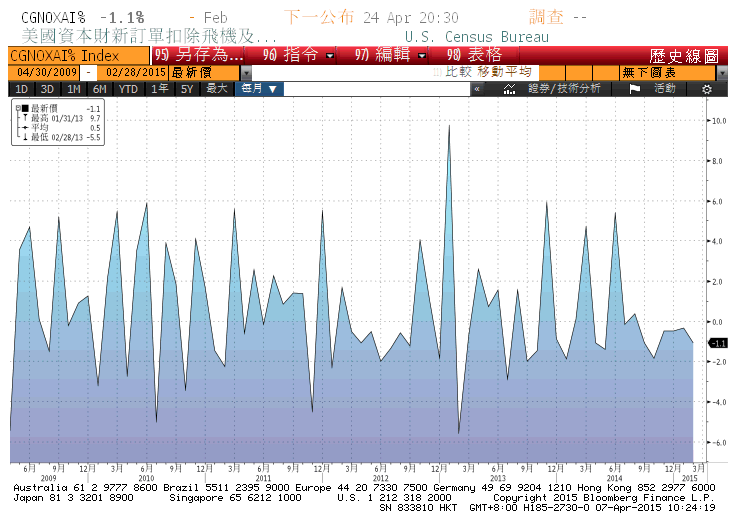 CGNOXAI% -1.1% - Feb 下一公布 24 Apr 20:30 調查 --
美國資本財新訂單扣除飛機及... U.S. Census Bureau
CGNOXAI% Index 95) 另存為... 96) 指令 97) 編輯 98) 表格 歷史線圖
04/30/2009 - 02/28/2015 最新價 比較 移動平均 無下圖表
1D 3D 1M 6M YTD 1年 5Y 最大 每月 ▼ « 證券/技術分析 活動
最新價 -1.1
最高 01/31/13 9.7
平均 0.5
最低 02/28/13 -5.5
10.0
8.0
6.0
4.0
2.0
0.0
-1.1
-2.0
-4.0
-6.0
6月 9月 12月 3月 6月 9月 12月 3月 6月 9月 12月 3月 6月 9月 12月 3月 6月 9月 12月 3月 6月 9月 12月 3月
2009 2010 2011 2012 2013 2014 2015
Australia 61 2 9777 8600 Brazil 5511 2395 9000 Europe 44 20 7330 7500 Germany 49 69 9204 1210 Hong Kong 852 2977 6000
Japan 81 3 3201 8900 Singapore 65 6212 1000 U.S. 1 212 318 2000 Copyright 2015 Bloomberg Finance L.P.
SN 833810 HKT GMT+8:00 H185-2730-0 07-Apr-2015 10:24:19